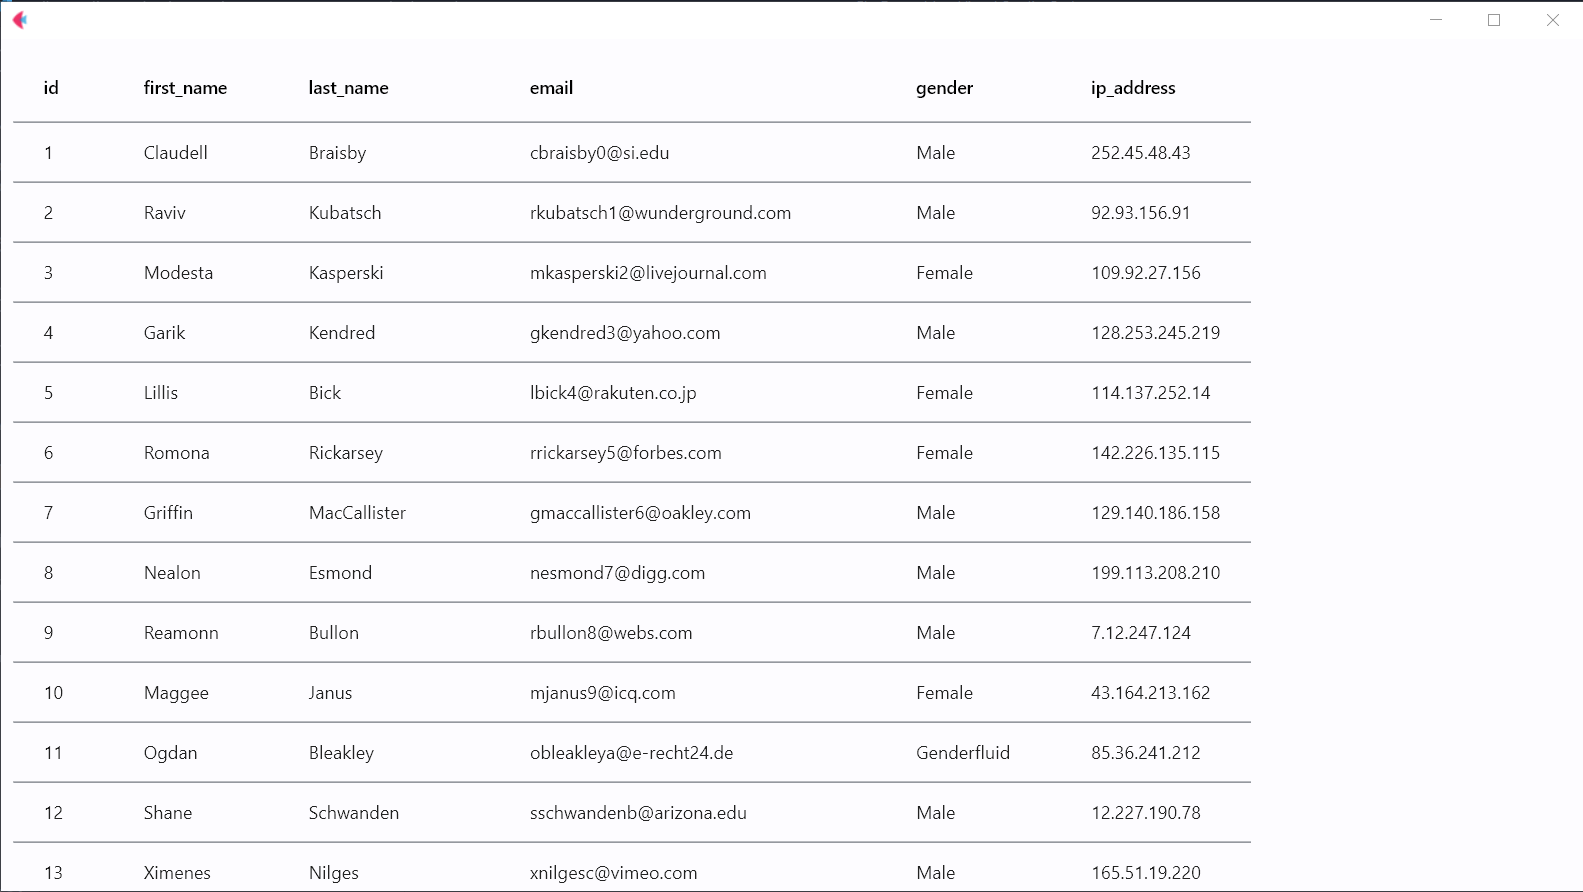 id first_name last_name email gender ip_address
1 Claudell Braisby cbraisby0@si.edu Male 252.45.48.43
2 Raviv Kubatsch rkubatsch1@wunderground.com Male 92.93.156.91
3 Modesta Kasperski mkasperski2@livejournal.com Female 109.92.27.156
4 Garik Kendred gkendred3@yahoo.com Male 128.253.245.219
5 Lillis Bick lbick4@rakuten.co.jp Female 114.137.252.14
6 Romona Rickarsey rrickarsey5@forbes.com Female 142.226.135.115
7 Griffin MacCallister gmaccallister6@oakley.com Male 129.140.186.158
8 Nealon Esmond nesmond7@digg.com Male 199.113.208.210
9 Reamonn Bullon rbullon8@webs.com Male 7.12.247.124
10 Maggee Janus mjanus9@icq.com Female 43.164.213.162
11 Ogdan Bleakley obleakleya@e-recht24.de Genderfluid 85.36.241.212
12 Shane Schwanden sschwandenb@arizona.edu Male 12.227.190.78
13 Ximenes Nilges xnilgesc@vimeo.com Male 165.51.19.220